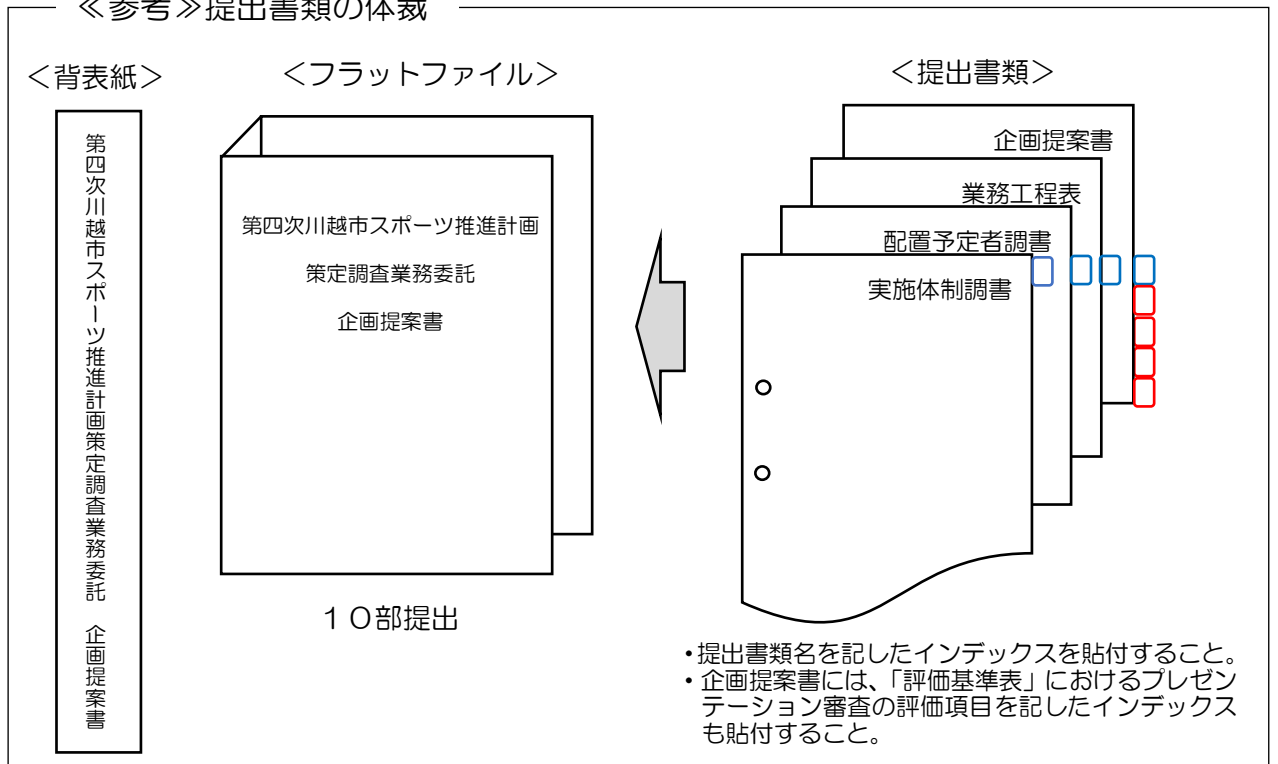 ≪参考≫提出書類の体裁
＜背表紙＞
第四次川越市スポーツ推進計画策定調査業務委託　企画提案書
＜フラットファイル＞
第四次川越市スポーツ推進計画
策定調査業務委託
企画提案書
１０部提出
＜提出書類＞
企画提案書
業務工程表
配置予定者調書
実施体制調書
・提出書類名を記したインデックスを貼付すること。
・企画提案書には、「評価基準表」におけるプレゼン
テーション審査の評価項目を記したインデックス
も貼付すること。